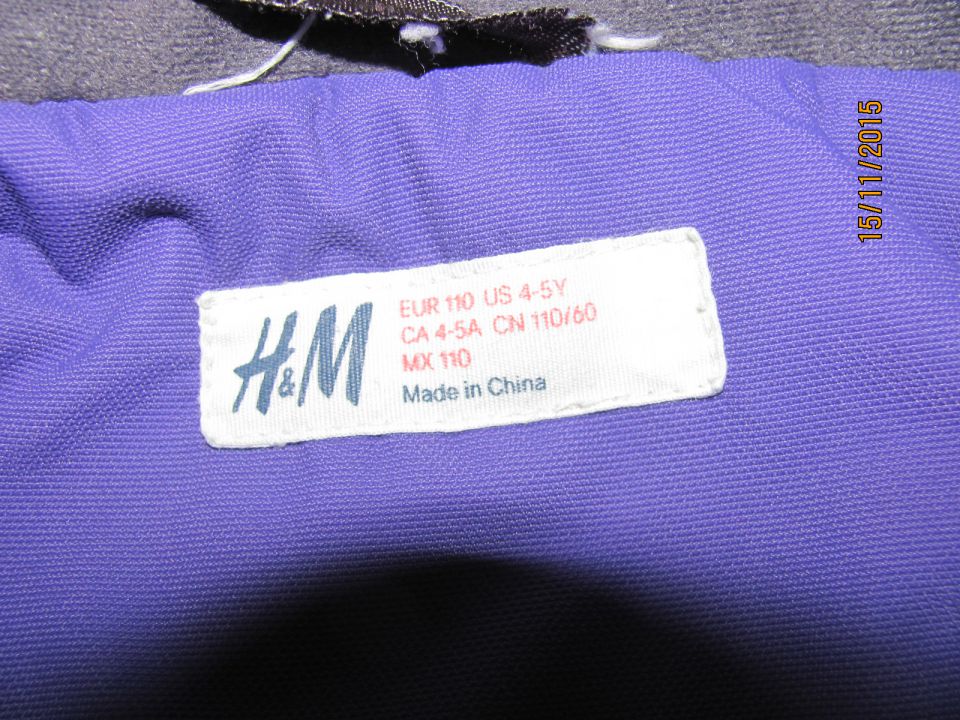 H&M
EUR 110 US 4-5Y
CA 4-5A CN 110/60
MX 110
Made in China
15/11/2015